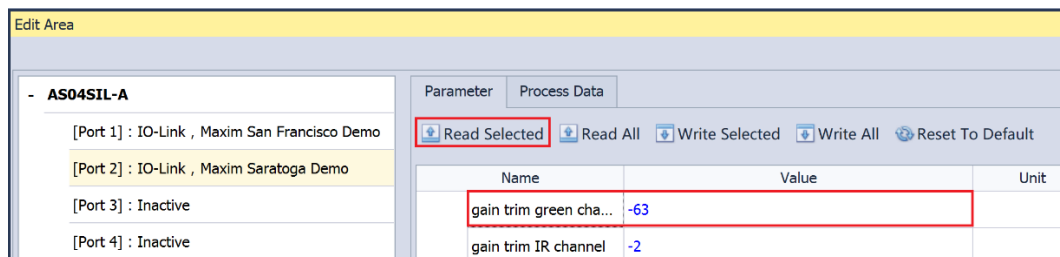 Edit Area
- AS04SIL-A
[Port 1] : IO-Link , Maxim San Francisco Demo
[Port 2] : IO-Link , Maxim Saratoga Demo
[Port 3] : Inactive
[Port 4] : Inactive
Parameter Process Data
Read Selected Read All Write Selected Write All Reset To Default
Name Value Unit
gain trim green cha... -63
gain trim IR channel -2